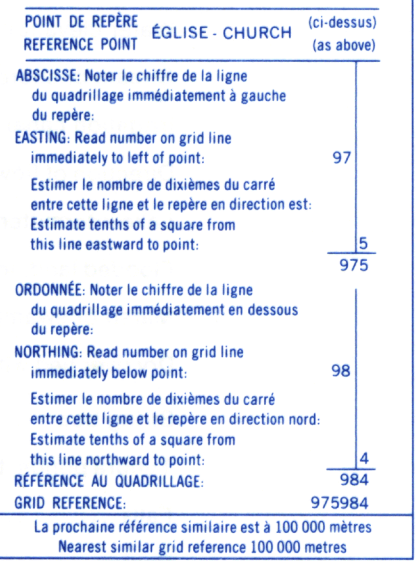 POINT DE REPÈRE ÉGLISE - CHURCH (ci-dessus)
REFERENCE POINT (as above)
ABSCISSE: Noter le chiffre de la ligne
du quadrillage immédiatement à gauche
du repère:
EASTING: Read number on grid line
immediately to left of point: 97
Estimer le nombre de dixièmes du carré
entre cette ligne et le repère en direction est:
Estimate tenths of a square from
this line eastward to point: 5
975
ORDONNÉE: Noter le chiffre de la ligne
du quadrillage immédiatement en dessous
du repère:
NORTHING: Read number on grid line
immediately below point: 98
Estimer le nombre de dixièmes du carré
entre cette ligne et le repère en direction nord:
Estimate tenths of a square from
this line northward to point: 4
RÉFÉRENCE AU QUADRILLAGE: 984
GRID REFERENCE: 975984
La prochaine référence similaire est à 100 000 mètres
Nearest similar grid reference 100 000 metres